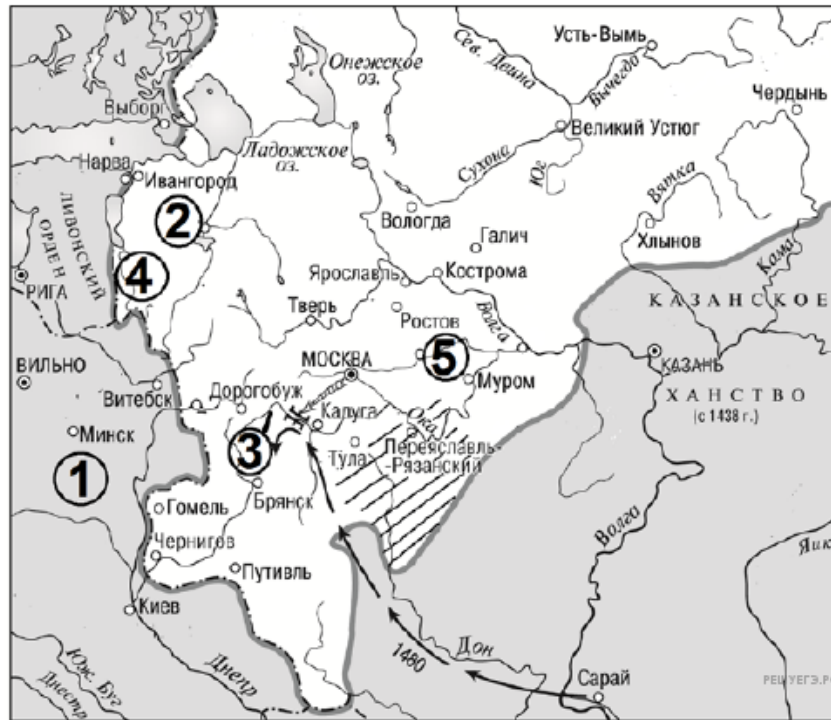 Усть-Вымь
Сев. Двина
Вычегда
Онежское
оз.
Чердынь
Выборг
Великий Устюг
Ладожское
оз.
Сухона
Юг
Вятка
Нарва
Ивангород
2
Вологда
Галич
Хлынов
Кама
ЛИВОНСКИЙ
ОРДЕН
4
РИГА
Ярославль
Кострома
Волга
КАЗАНСКОЕ
Тверь
Ростов
5
МОСКВА
КАЗАНЬ
ВИЛЬНО
Витебск
Дорогобуж
Муром
ХАНСТВО
(с 1438 г.)
Минск
Калуга
Ока
Переяславль-
Рязанский
1
3
Тула
Брянск
Гомель
Чернигов
Путивль
Волга
Яик
Киев
Дон
1480
Днепр
Юж. Буг
Днестр
Сарай
РЕШУЕГЭ.РФ